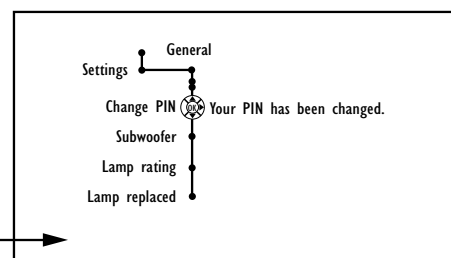 General
Settings
Change PIN OK Your PIN has been changed.
Subwoofer
Lamp rating
Lamp replaced